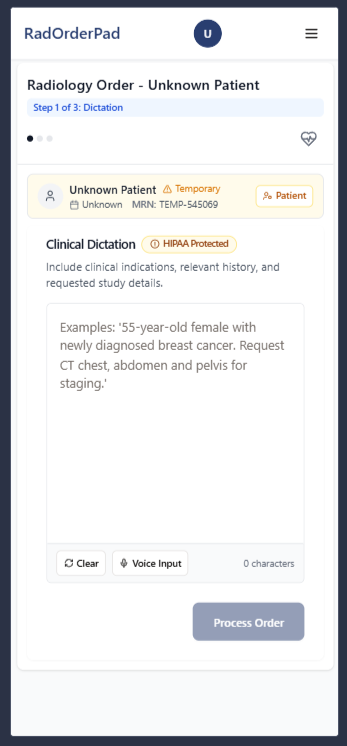 RadOrderPad
U
Radiology Order - Unknown Patient
Step 1 of 3: Dictation
Unknown Patient Temporary
Unknown MRN: TEMP-545069
Patient
Clinical Dictation HIPAA Protected
Include clinical indications, relevant history, and
requested study details.
Examples: '55-year-old female with
newly diagnosed breast cancer. Request
CT chest, abdomen and pelvis for
staging.'
Clear Voice Input 0 characters
Process Order